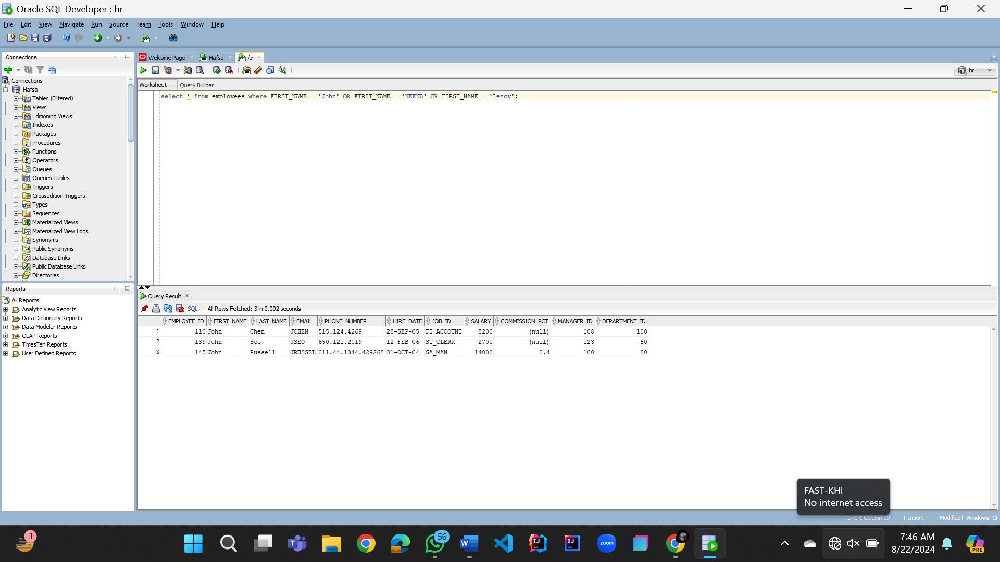 Oracle SQL Developer : hr
File Edit View Navigate Run Source Team Tools Window Help
Connections
Welcome Page
Hafsa
hr
hr
Worksheet Query Builder
select * from employees where FIRST_NAME = 'John' OR FIRST_NAME = 'NEENA' OR FIRST_NAME = 'Lency';
Connections
Hafsa
Tables (Filtered)
Views
Editioning Views
Indexes
Packages
Procedures
Functions
Operators
Queues
Queues Tables
Triggers
Crossedition Triggers
Types
Sequences
Materialized Views
Materialized View Logs
Synonyms
Public Synonyms
Database Links
Public Database Links
Directories
Reports
All Reports
Analytic View Reports
Data Dictionary Reports
Data Modeler Reports
OLAP Reports
TimesTen Reports
User Defined Reports
Query Result
SQL | All Rows Fetched: 3 in 0.002 seconds
EMPLOYEE_ID FIRST_NAME LAST_NAME EMAIL PHONE_NUMBER HIRE_DATE JOB_ID SALARY COMMISSION_PCT MANAGER_ID DEPARTMENT_ID
1 110 John Chen JCHEN 515.124.4269 28-SEP-05 FI_ACCOUNT 8200 (null) 108 100
2 139 John Seo JSEO 650.121.2019 12-FEB-06 ST_CLERK 2700 (null) 123 50
3 145 John Russell JRUSSEL 011.44.1344.429268 01-OCT-04 SA_MAN 14000 0.4 100 80
FAST-KHI
No internet access
Line 1 Column 99 | Insert | Modified | Windows: CF
1
56
zoom
PRE
7:46 AM
8/22/2024